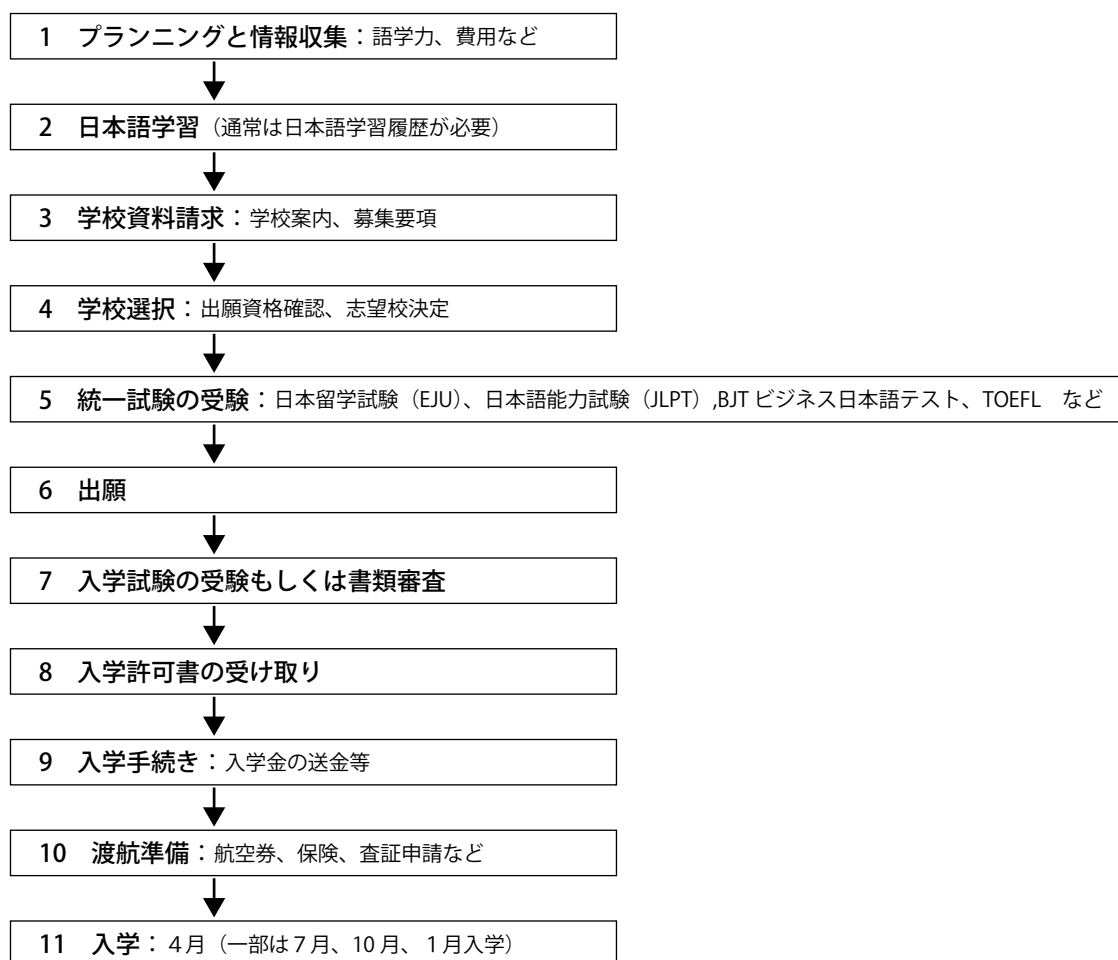 1 プランニングと情報収集：語学力、費用など
2 日本語学習（通常は日本語学習履歴が必要）
3 学校資料請求：学校案内、募集要項
4 学校選択：出願資格確認、志望校決定
5 統一試験の受験：日本留学試験（EJU）、日本語能力試験（JLPT）,BJT ビジネス日本語テスト、TOEFL　など
6 出願
7 入学試験の受験もしくは書類審査
8 入学許可書の受け取り
9 入学手続き：入学金の送金等
10 渡航準備：航空券、保険、査証申請など
11 入学：４月（一部は７月、10 月、１月入学）